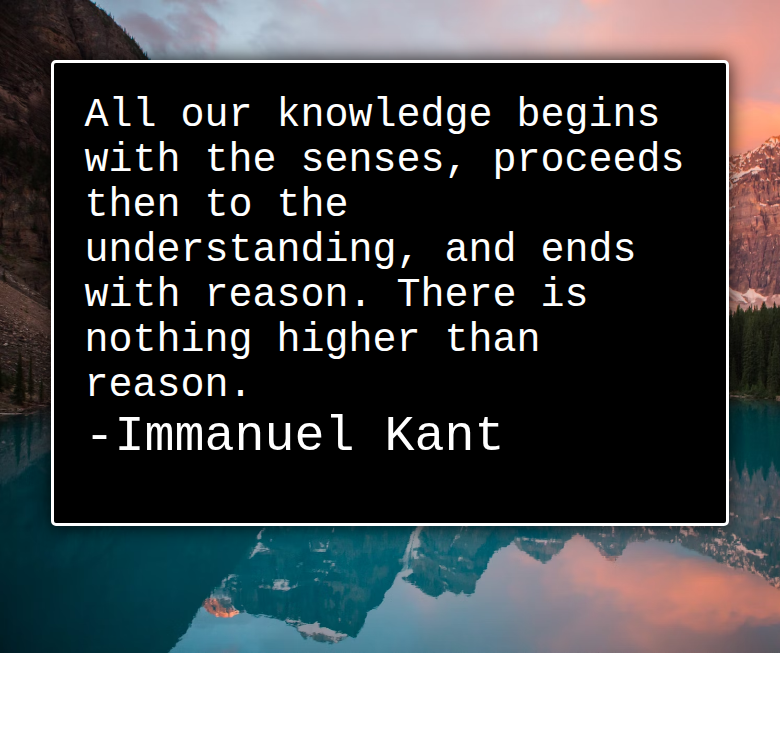 All our knowledge begins
with the senses, proceeds
then to the
understanding, and ends
with reason. There is
nothing higher than
reason.
-Immanuel Kant